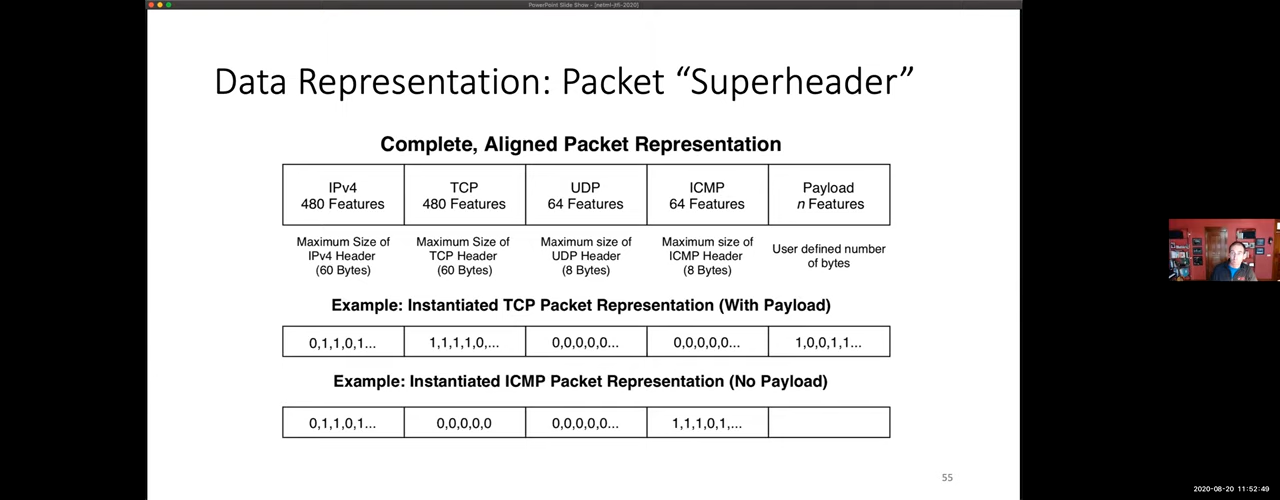 PowerPoint Slide Show - [netml-itfi-2020]
Data Representation: Packet “Superheader”
Complete, Aligned Packet Representation
IPv4
480 Features
TCP
480 Features
UDP
64 Features
ICMP
64 Features
Payload
n Features
Maximum Size of
IPv4 Header
(60 Bytes)
Maximum Size of
TCP Header
(60 Bytes)
Maximum size of
UDP Header
(8 Bytes)
Maximum size of
ICMP Header
(8 Bytes)
User defined number
of bytes
Example: Instantiated TCP Packet Representation (With Payload)
0,1,1,0,1...
1,1,1,1,0,...
0,0,0,0,0...
0,0,0,0,0...
1,0,0,1,1...
Example: Instantiated ICMP Packet Representation (No Payload)
0,1,1,0,1...
0,0,0,0,0
0,0,0,0,0...
1,1,1,0,1,...
55
2020-08-20 11:52:49